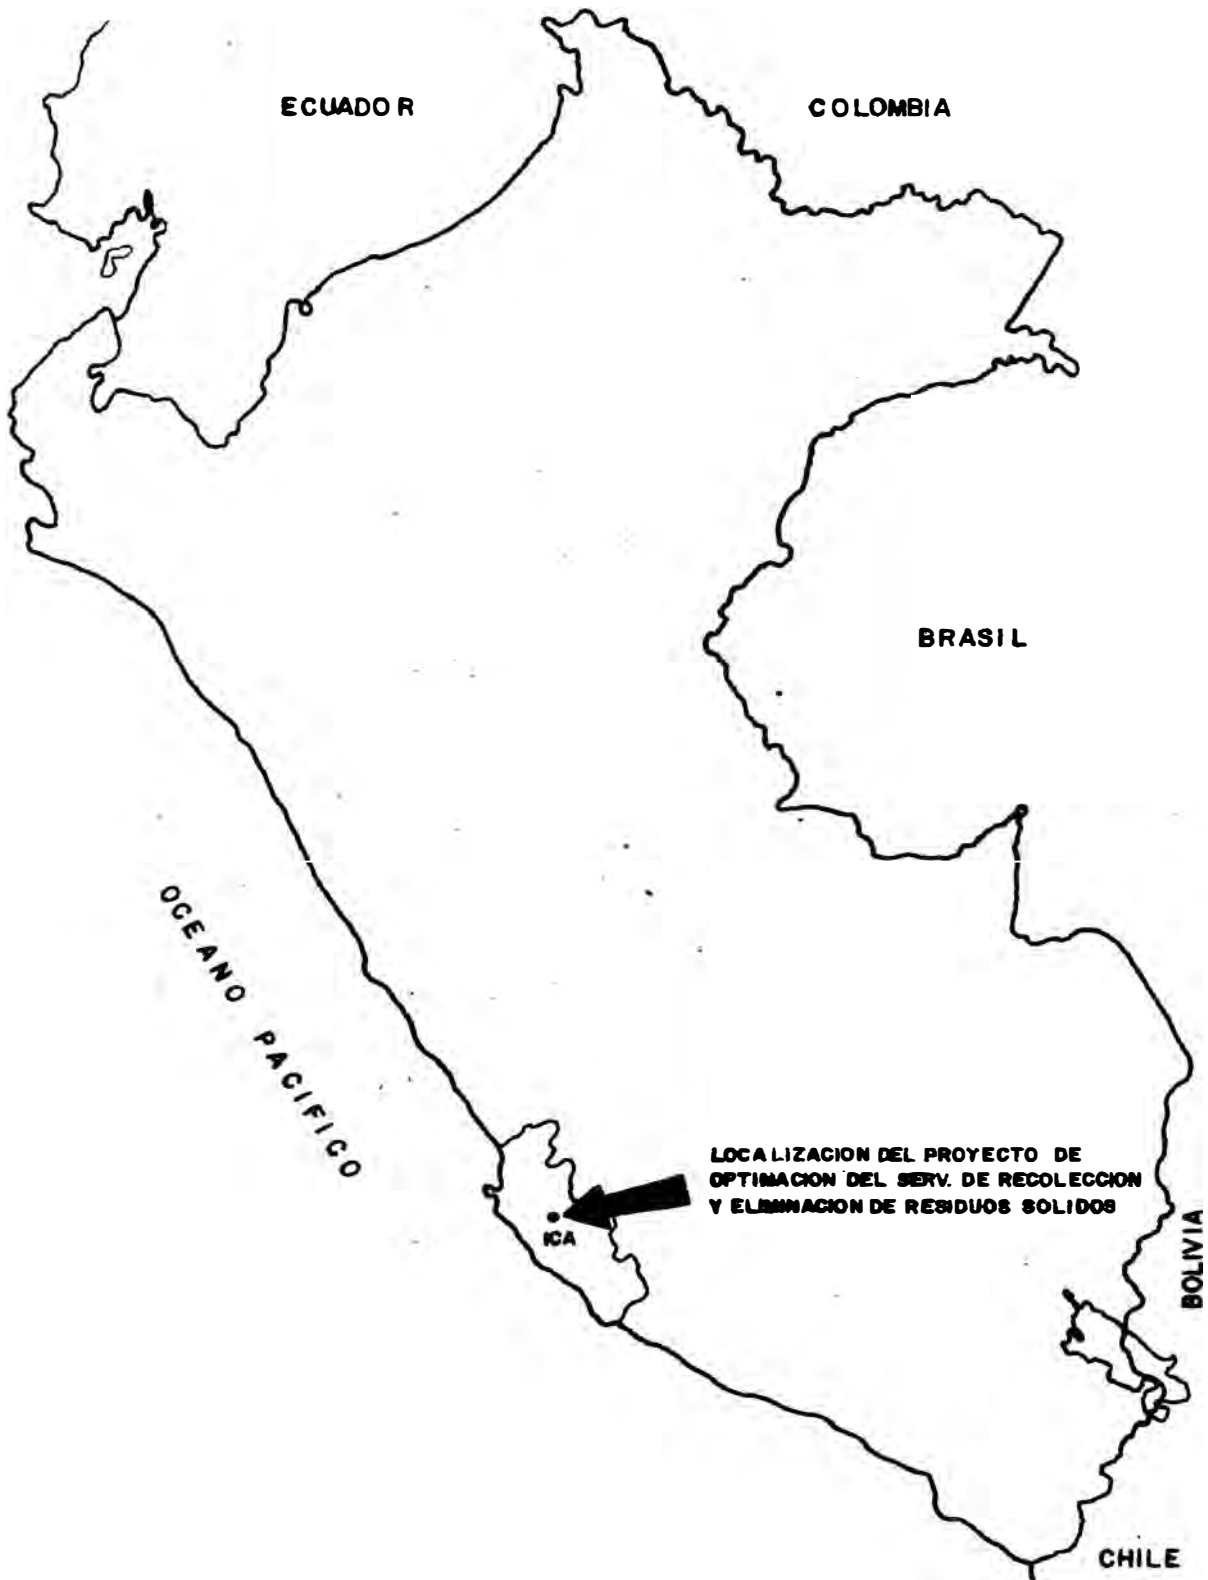 ECUADOR
COLOMBIA
BRASIL
OCEANO PACIFICO
LOCALIZACION DEL PROYECTO DE
OPTIMACION DEL SERV. DE RECOLECCION
Y ELIMINACION DE RESIDUOS SOLIDOS
ICA
BOLIVIA
CHILE